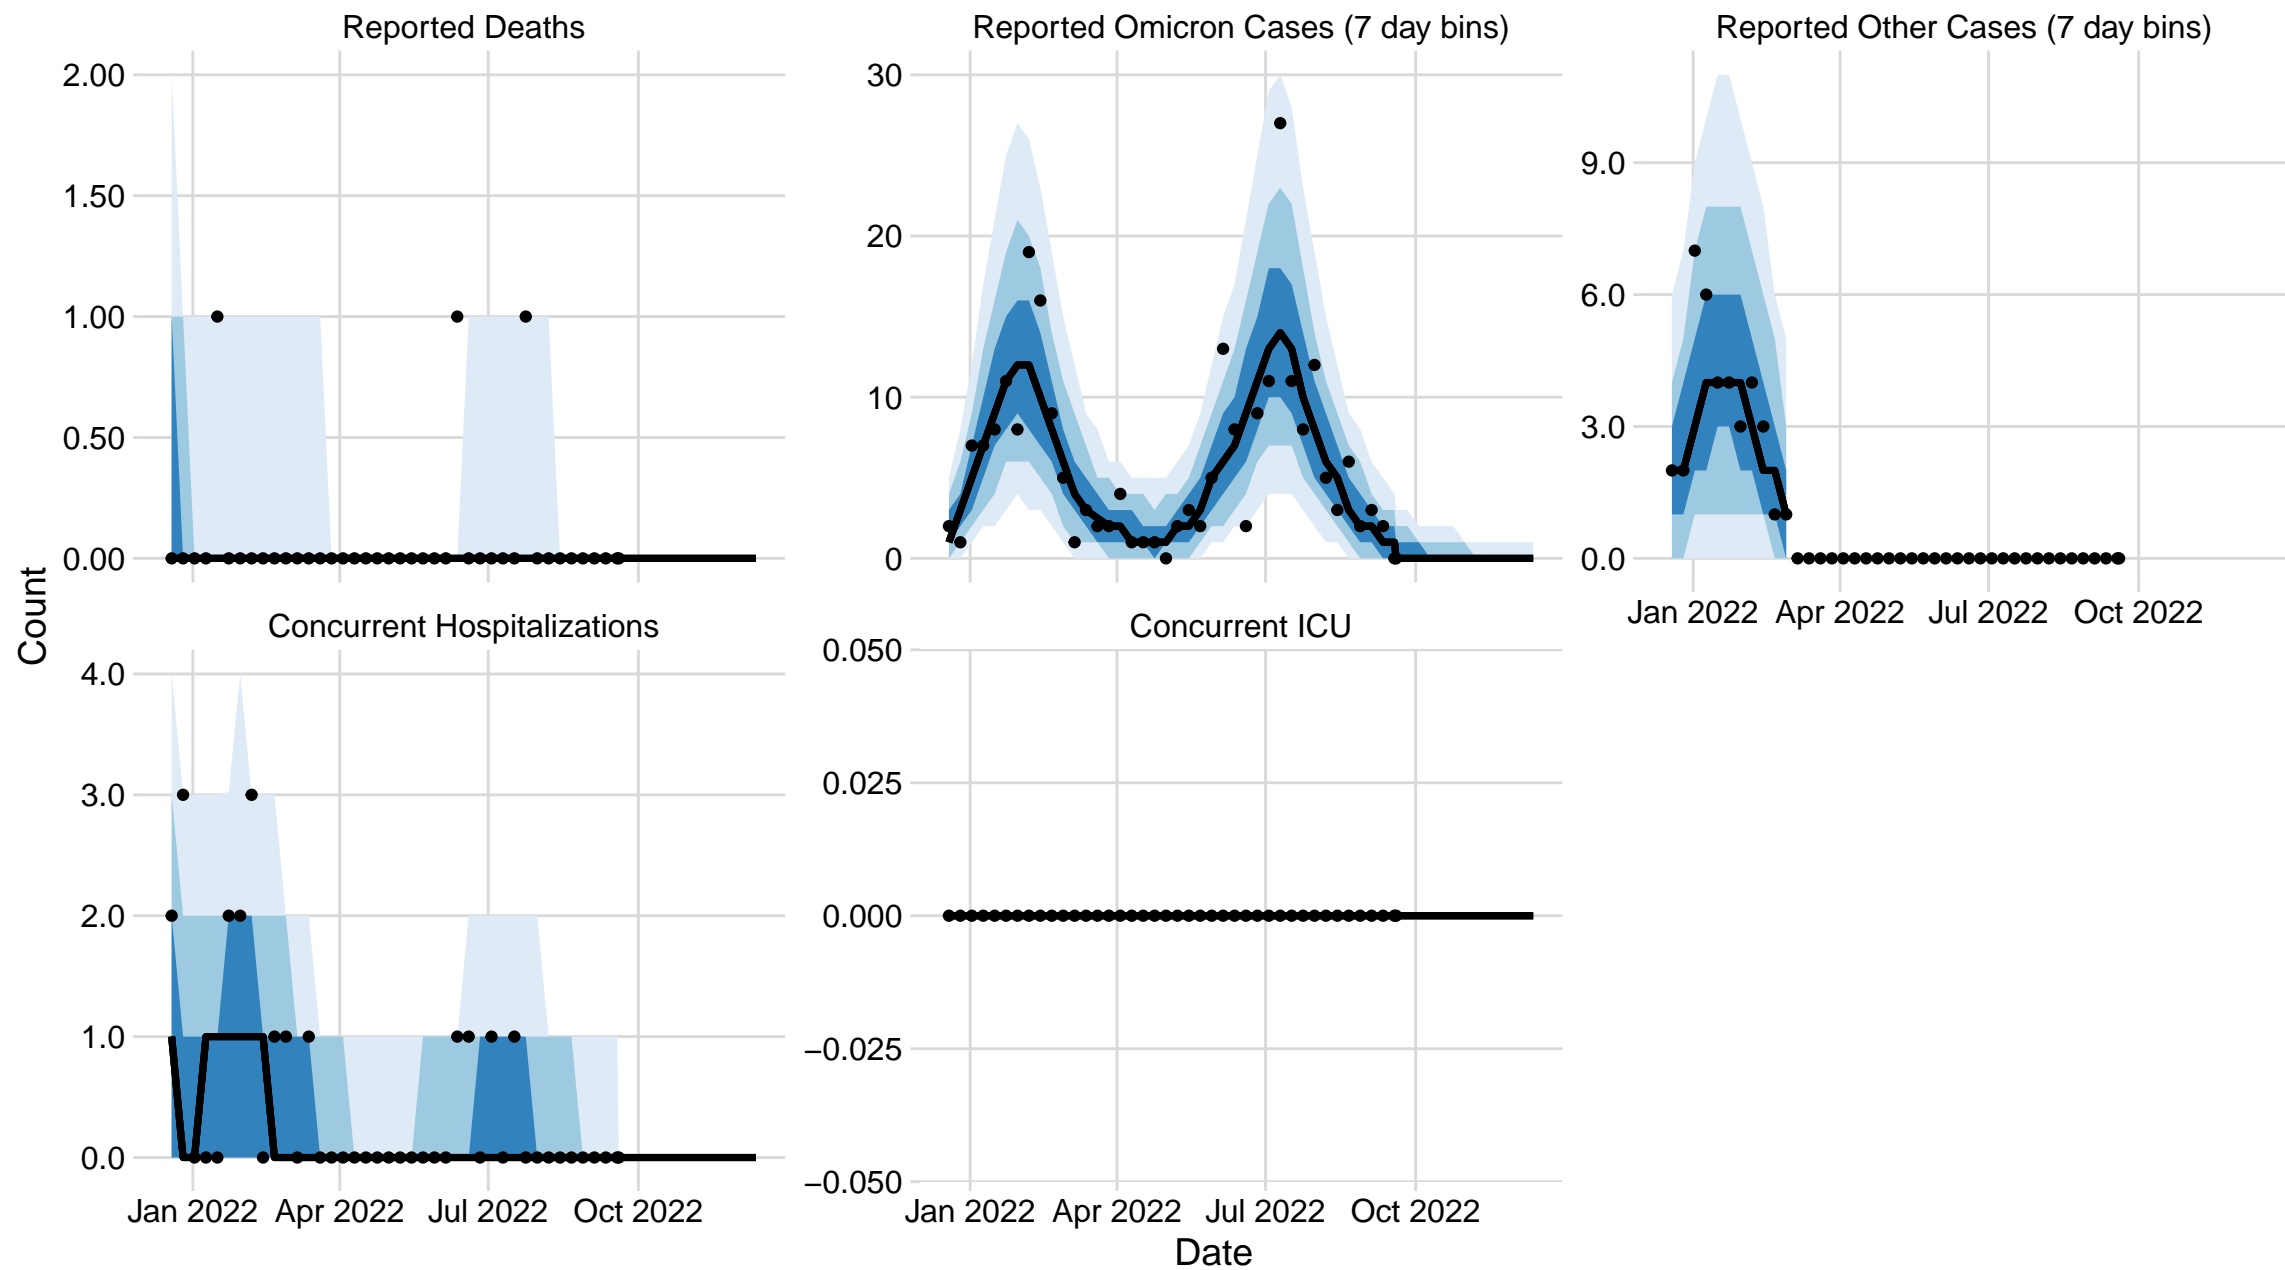 Reported Deaths
2.00
1.50
1.00
0.50
0.00
Reported Omicron Cases (7 day bins)
30
20
10
0
Reported Other Cases (7 day bins)
9.0
6.0
3.0
0.0
Jan 2022 Apr 2022 Jul 2022 Oct 2022
Count
Concurrent Hospitalizations
4.0
3.0
2.0
1.0
0.0
Jan 2022 Apr 2022 Jul 2022 Oct 2022
Concurrent ICU
0.050
0.025
0.000
−0.025
−0.050
Jan 2022 Apr 2022 Jul 2022 Oct 2022
Date